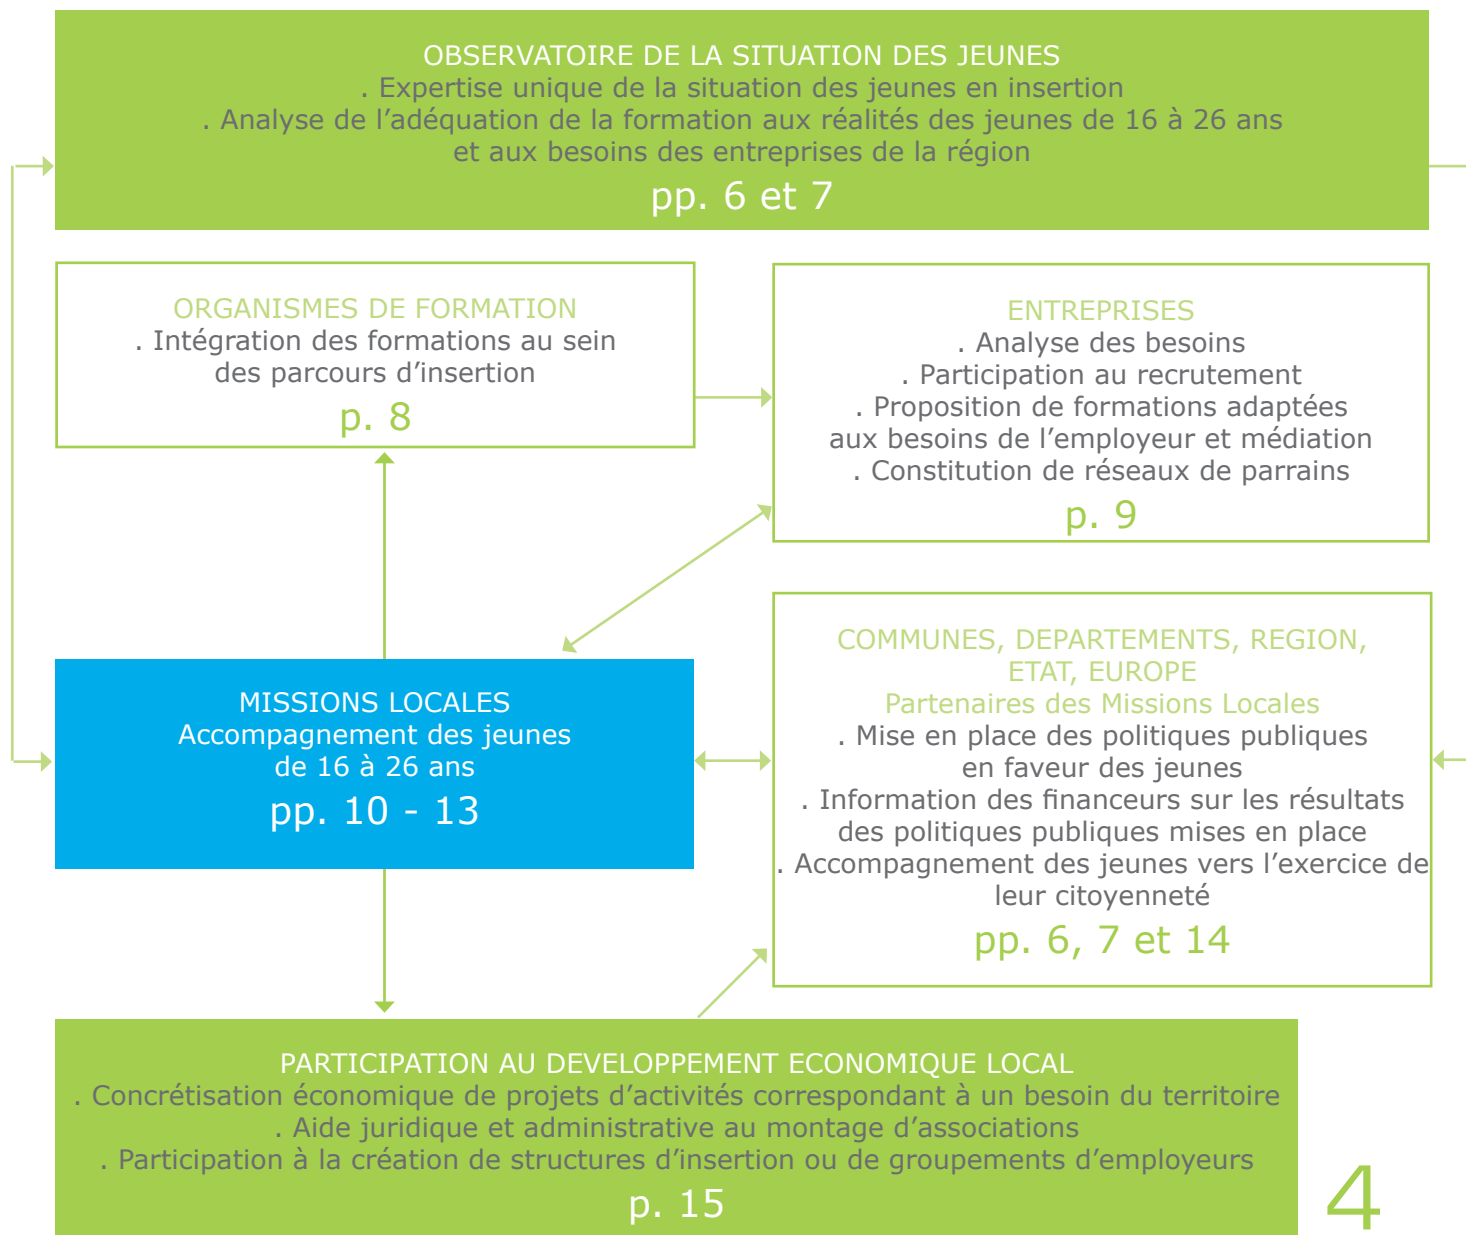 OBSERVATOIRE DE LA SITUATION DES JEUNES
. Expertise unique de la situation des jeunes en insertion
. Analyse de l’adéquation de la formation aux réalités des jeunes de 16 à 26 ans
et aux besoins des entreprises de la région
pp. 6 et 7
ORGANISMES DE FORMATION
. Intégration des formations au sein
des parcours d’insertion
p. 8
ENTREPRISES
. Analyse des besoins
. Participation au recrutement
. Proposition de formations adaptées
aux besoins de l’employeur et médiation
. Constitution de réseaux de parrains
p. 9
MISSIONS LOCALES
Accompagnement des jeunes
de 16 à 26 ans
pp. 10 - 13
COMMUNES, DEPARTEMENTS, REGION,
ETAT, EUROPE
Partenaires des Missions Locales
. Mise en place des politiques publiques
en faveur des jeunes
. Information des financeurs sur les résultats
des politiques publiques mises en place
. Accompagnement des jeunes vers l’exercice de
leur citoyenneté
pp. 6, 7 et 14
PARTICIPATION AU DEVELOPPEMENT ECONOMIQUE LOCAL
. Concrétisation économique de projets d’activités correspondant à un besoin du territoire
. Aide juridique et administrative au montage d’associations
. Participation à la création de structures d’insertion ou de groupements d’employeurs
p. 15
4